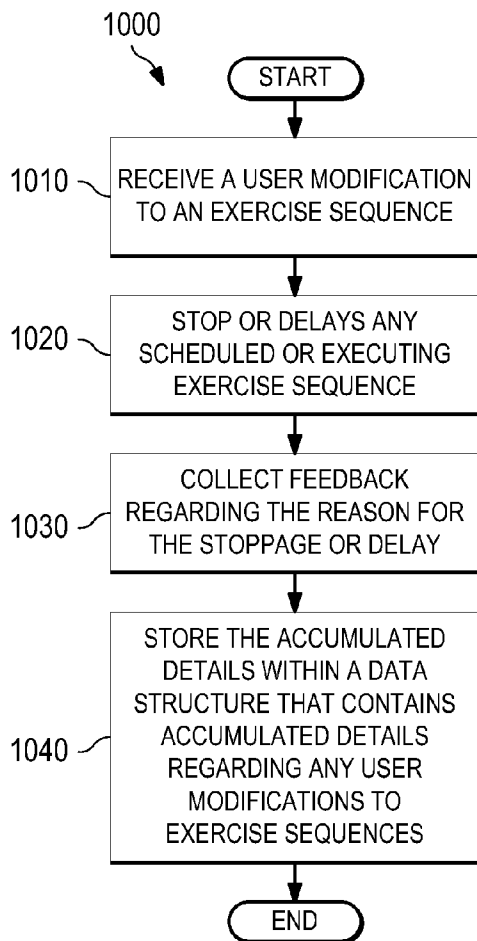 1000
START
1010
RECEIVE A USER MODIFICATION
TO AN EXERCISE SEQUENCE
1020
STOP OR DELAYS ANY
SCHEDULED OR EXECUTING
EXERCISE SEQUENCE
1030
COLLECT FEEDBACK
REGARDING THE REASON FOR
THE STOPPAGE OR DELAY
1040
STORE THE ACCUMULATED
DETAILS WITHIN A DATA
STRUCTURE THAT CONTAINS
ACCUMULATED DETAILS
REGARDING ANY USER
MODIFICATIONS TO
EXERCISE SEQUENCES
END